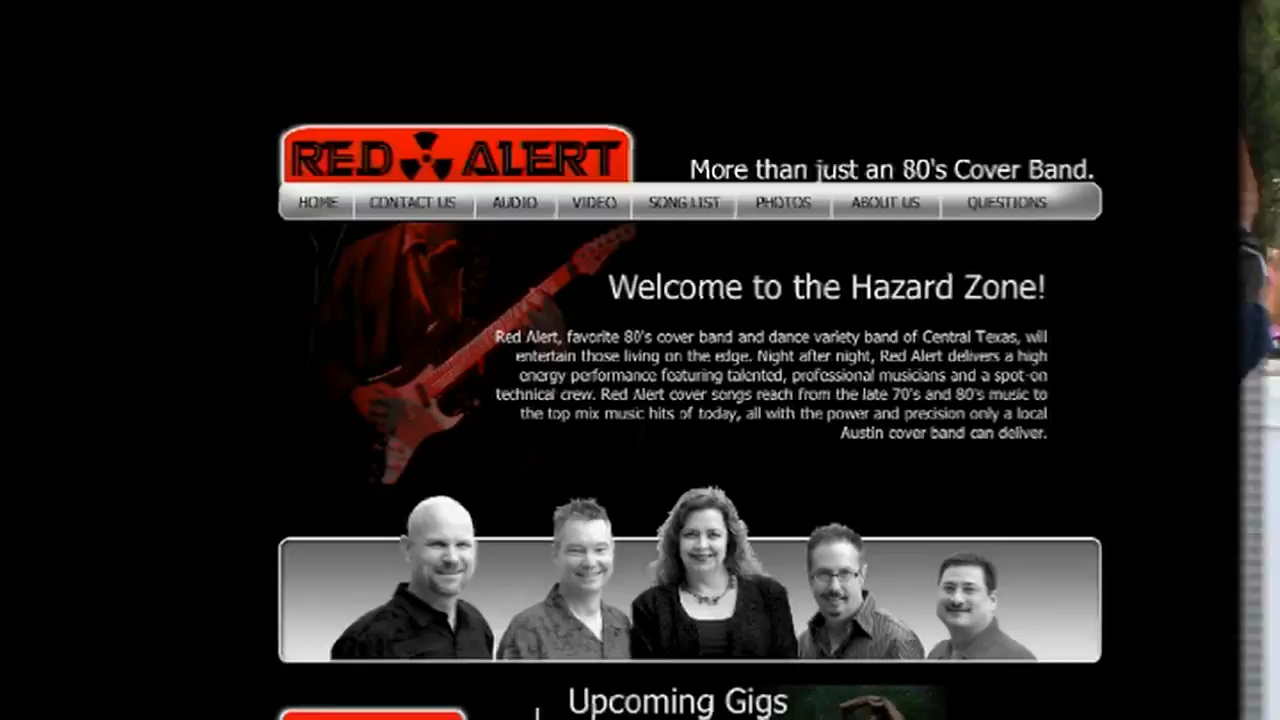 RED ALERT
More than just an 80's Cover Band.
HOME CONTACT US AUDIO VIDEO SONG LIST PHOTOS ABOUT US QUESTIONS
Welcome to the Hazard Zone!
Red Alert, favorite 80's cover band and dance variety band of Central Texas, will
entertain those living on the edge. Night after night, Red Alert delivers a high
energy performance featuring talented, professional musicians and a spot-on
technical crew. Red Alert cover songs reach from the late 70's and 80's music to
the top mix music hits of today, all with the power and precision only a local
Austin cover band can deliver.
Upcoming Gigs